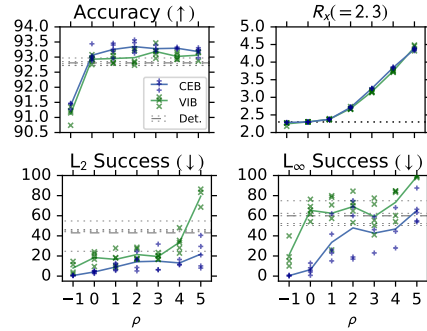 Accuracy (↑)
94.0
93.5
93.0
92.5
92.0
91.5
91.0
90.5
CEB
VIB
Det.
R_x(=2.3)
5.0
4.5
4.0
3.5
3.0
2.5
2.0
L₂ Success (↓)
100
80
60
40
20
0
−1 0 1 2 3 4 5
ρ
L∞ Success (↓)
100
80
60
40
20
0
−1 0 1 2 3 4 5
ρ